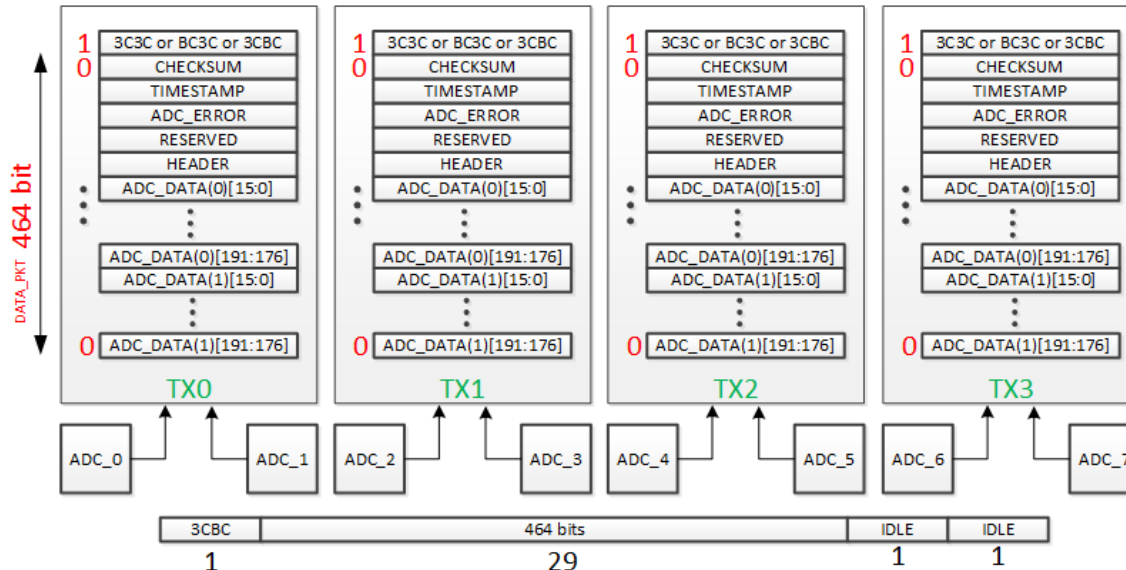 1 3C3C or BC3C or 3CBC 1 3C3C or BC3C or 3CBC 1 3C3C or BC3C or 3CBC 1 3C3C or BC3C or 3CBC
0 CHECKSUM 0 CHECKSUM 0 CHECKSUM 0 CHECKSUM
TIMESTAMP TIMESTAMP TIMESTAMP TIMESTAMP
ADC_ERROR ADC_ERROR ADC_ERROR ADC_ERROR
RESERVED RESERVED RESERVED RESERVED
HEADER HEADER HEADER HEADER
ADC_DATA(0)[15:0] ADC_DATA(0)[15:0] ADC_DATA(0)[15:0] ADC_DATA(0)[15:0]
DATA_PKT 464 bit
ADC_DATA(0)[191:176] ADC_DATA(0)[191:176] ADC_DATA(0)[191:176] ADC_DATA(0)[191:176]
ADC_DATA(1)[15:0] ADC_DATA(1)[15:0] ADC_DATA(1)[15:0] ADC_DATA(1)[15:0]
0 ADC_DATA(1)[191:176] 0 ADC_DATA(1)[191:176] 0 ADC_DATA(1)[191:176] 0 ADC_DATA(1)[191:176]
TX0 TX1 TX2 TX3
ADC_0 ADC_1 ADC_2 ADC_3 ADC_4 ADC_5 ADC_6 ADC_7
3CBC 464 bits IDLE IDLE
1 29 1 1